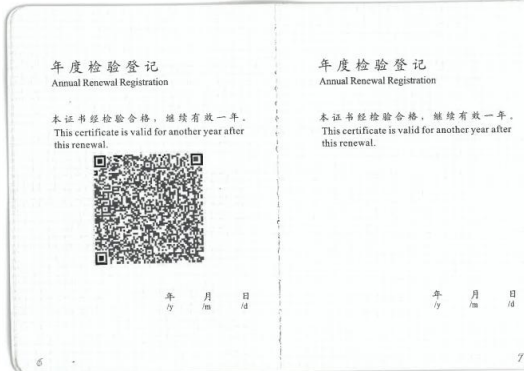 年度检验登记
Annual Renewal Registration
本证书经检验合格，继续有效一年。
This certificate is valid for another year after
this renewal.
年 月 日
/y /m /d
6
年度检验登记
Annual Renewal Registration
本证书经检验合格，继续有效一年。
This certificate is valid for another year after
this renewal.
年 月 日
/y /m /d
7